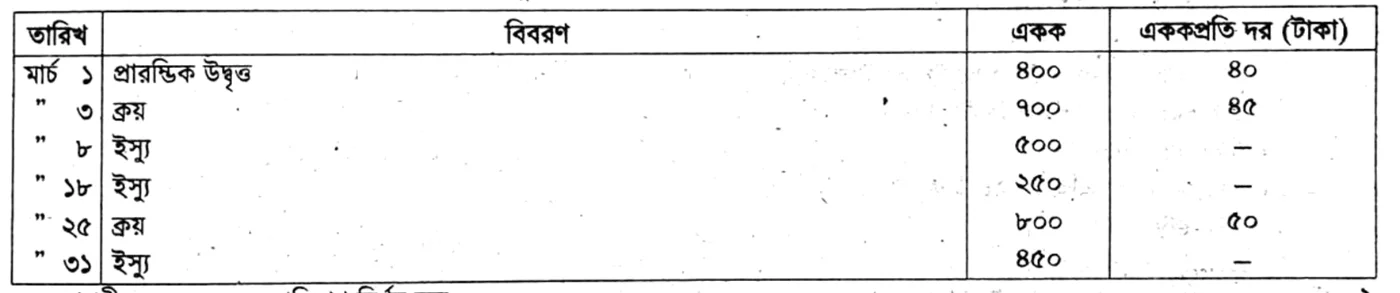 তারিখ বিবরণ একক এককপ্রতি দর (টাকা)
মার্চ ১ প্রারম্ভিক উদ্বৃত্ত ৪০০ ৪০
” ৩ ক্রয় ৭০০ ৪৫
” ৮ ইস্যু ৫০০ –
” ১৮ ইস্যু ২৫০ –
” ২৫ ক্রয় ৮০০ ৫০
” ৩১ ইস্যু ৪৫০ –